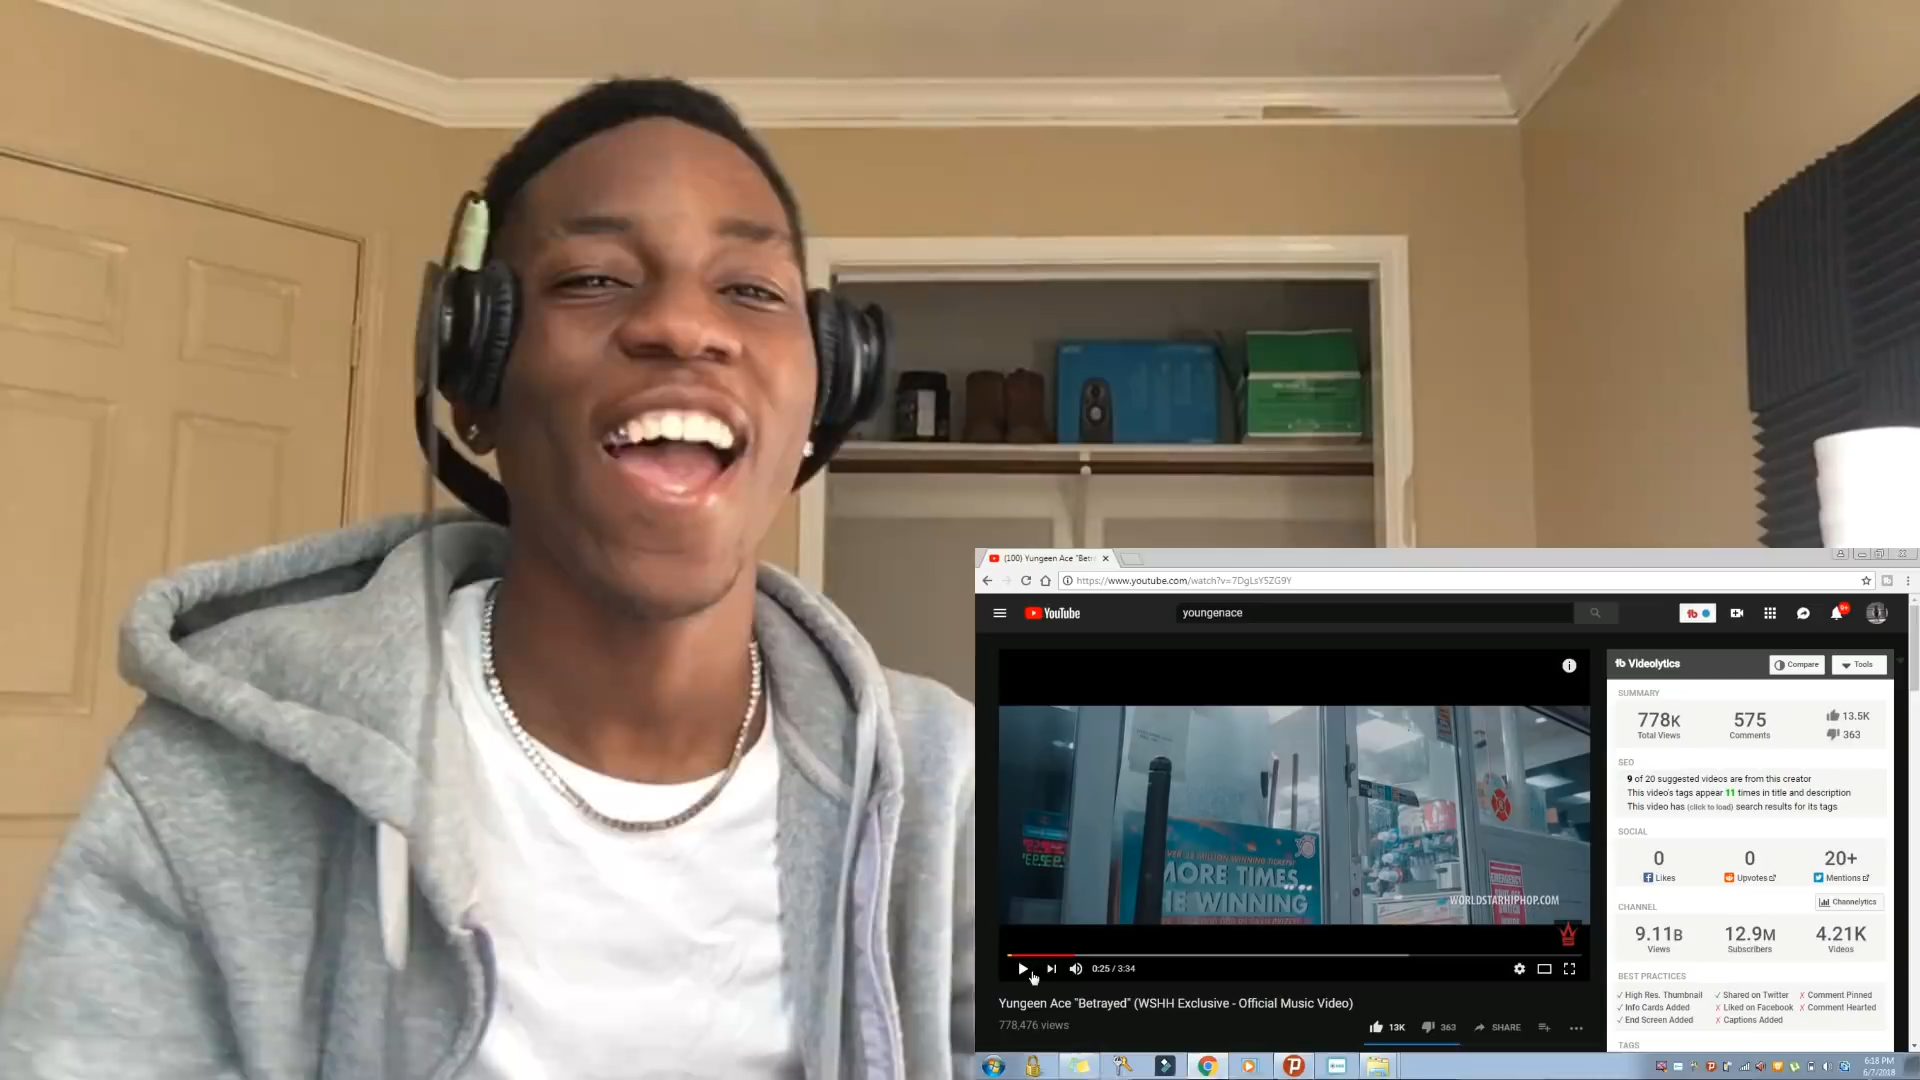 (100) Yungeen Ace "Betr
https://www.youtube.com/watch?v=7DgLsY5ZG9Y
YouTube
youngenace
tb
9+
tb Videolytics
Compare
Tools
SUMMARY
778K
575
13.5K
Total Views
Comments
363
SEO
9 of 20 suggested videos are from this creator
This video's tags appear 11 times in title and description
This video has (click to load) search results for its tags
SOCIAL
0
0
20+
Likes
Upvotes
Mentions
CHANNEL
Channelytics
9.11B
12.9M
4.21K
Views
Subscribers
Videos
BEST PRACTICES
✓ High Res. Thumbnail
✓ Shared on Twitter
✗ Comment Pinned
✓ Info Cards Added
✗ Liked on Facebook
✗ Comment Hearted
✓ End Screen Added
✗ Captions Added
TAGS
MORE TIMES
HE WINNING
WORLDSTARHIPHOP.COM
0:25 / 3:34
Yungeen Ace "Betrayed" (WSHH Exclusive - Official Music Video)
778,476 views
13K
363
SHARE
6:18 PM
6/7/2018